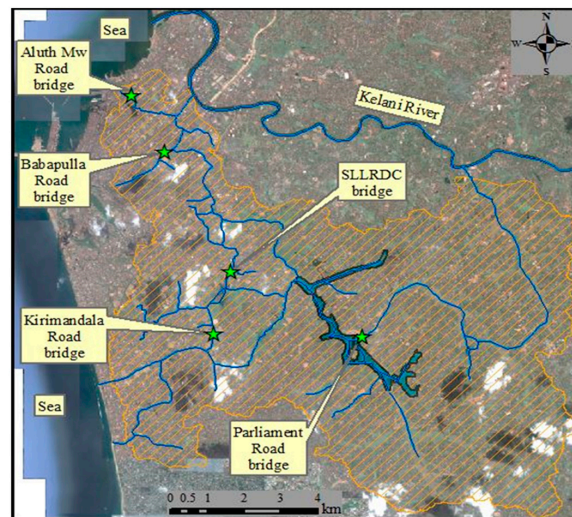 Sea
N
W
E
S
Aluth Mw
Road
bridge
Kelani River
Babapulla
Road
bridge
SLLRDC
bridge
Kirimandala
Road
bridge
Sea
Parliament
Road
bridge
0 0.5 1 2 3 4
km